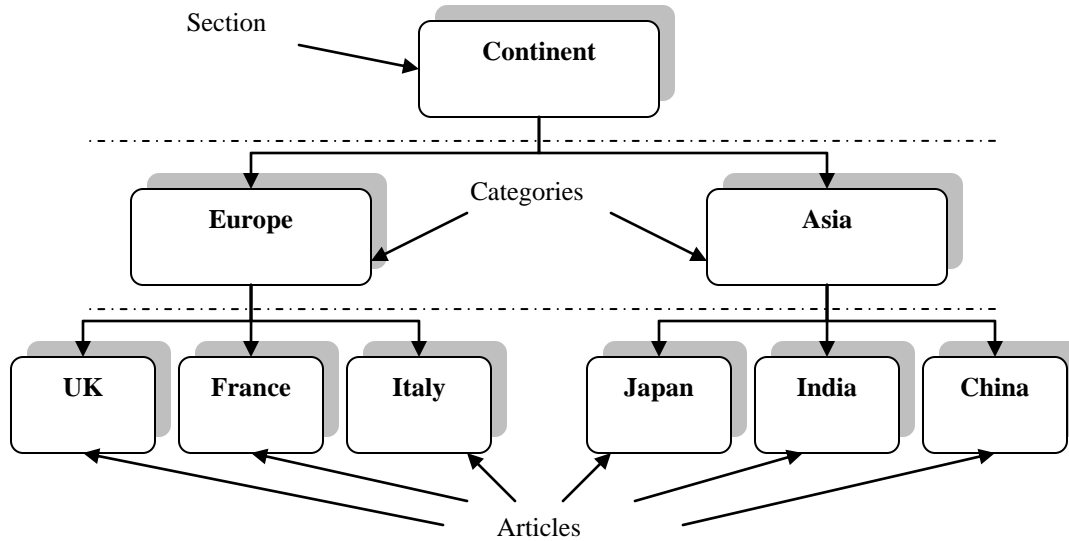 Section
Continent
Categories
Europe
Asia
UK
France
Italy
Japan
India
China
Articles